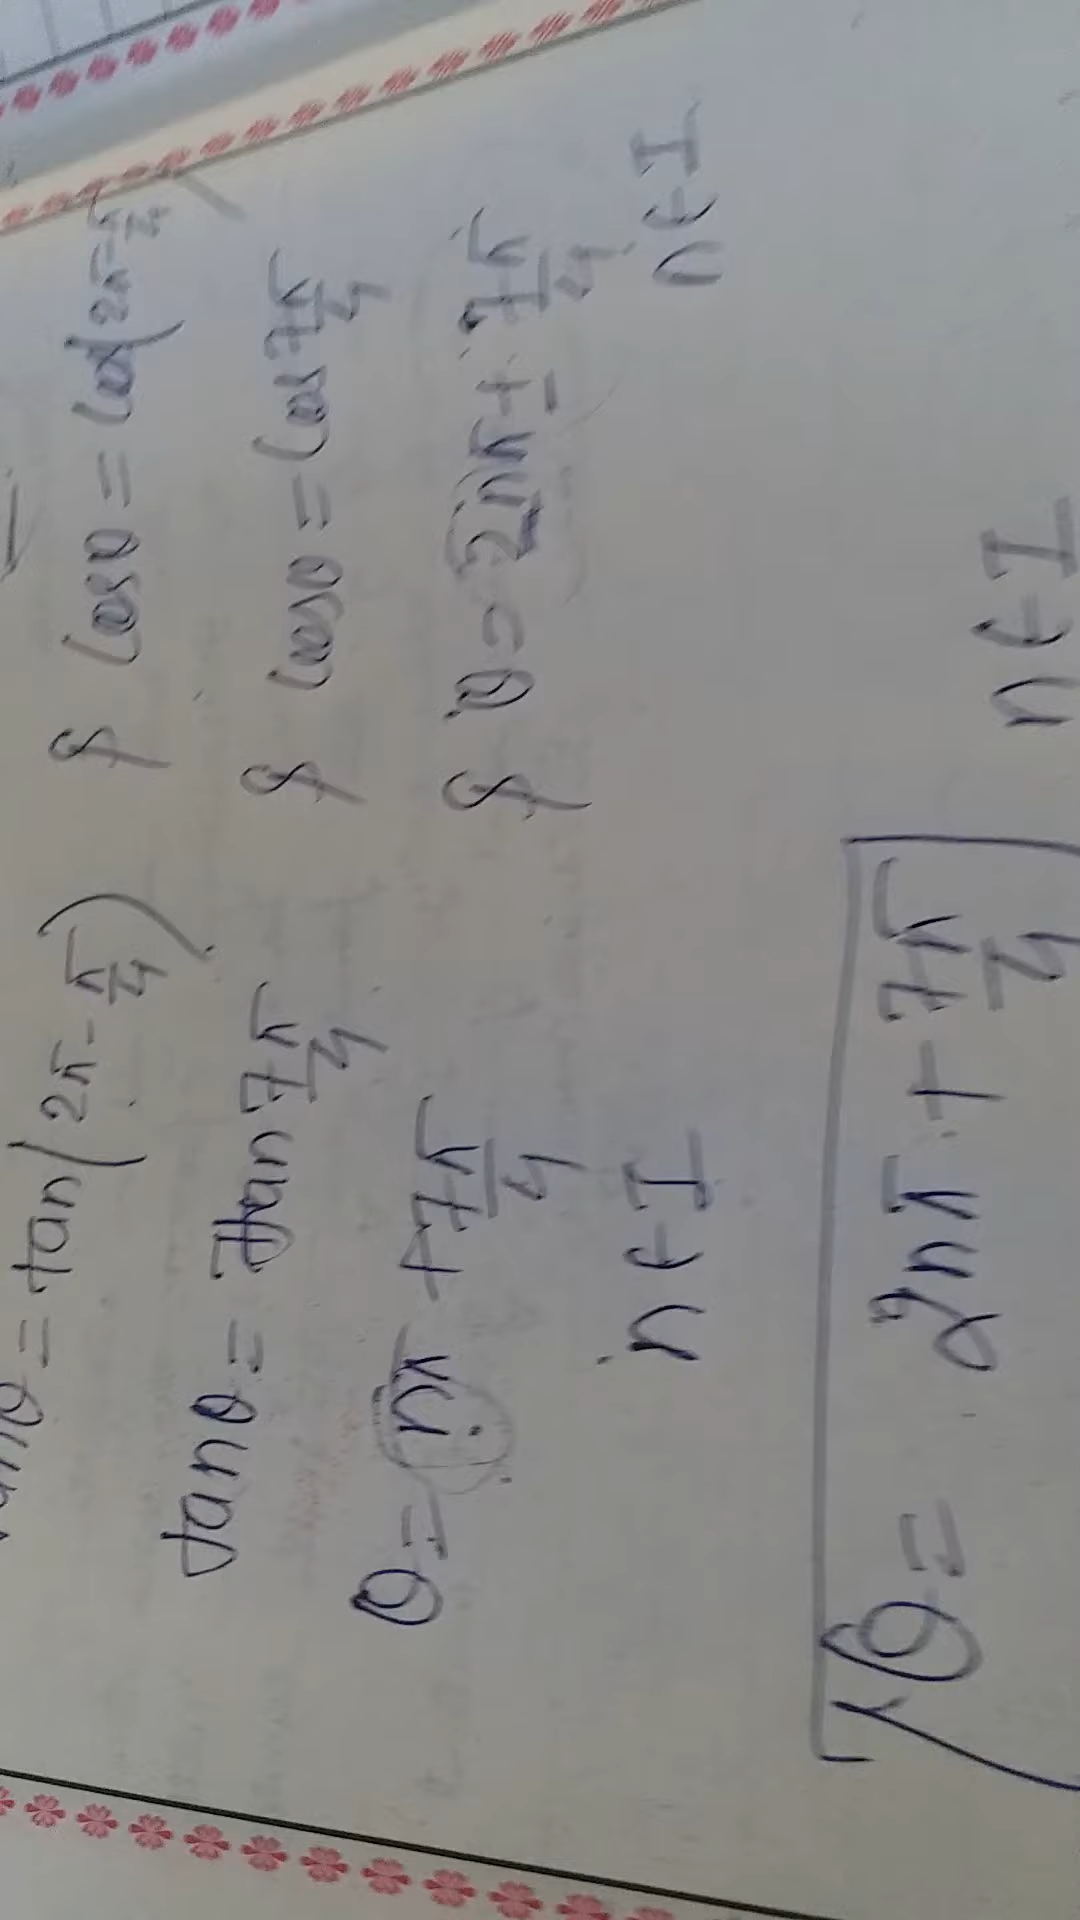 = tan(2π - π/4) & cosθ = cos(2π - π/4
tanθ = tan 7π/4 & cosθ = cos 7π/4
θ = nπ + 7π/4 & θ = 2nπ ± 7π/4
n ∈ I n ∈ I
θ = 2nπ + 7π/4 n ∈ I